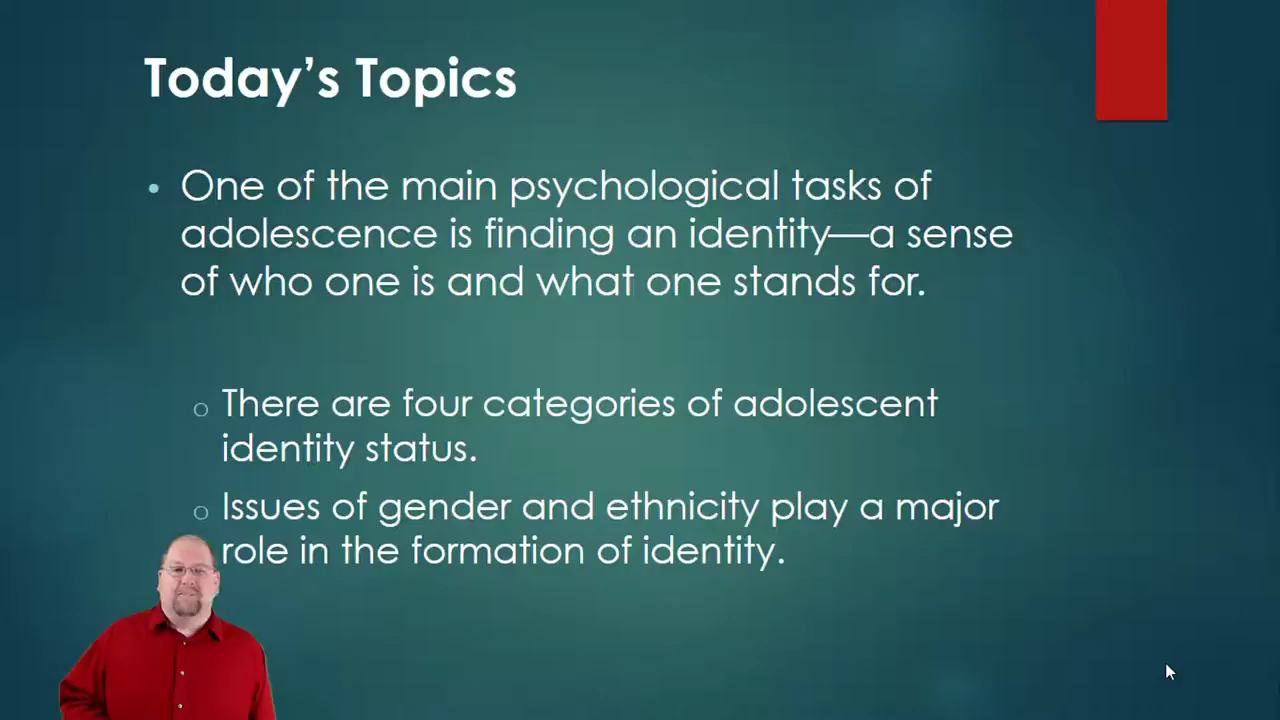 Today’s Topics
• One of the main psychological tasks of
adolescence is finding an identity—a sense
of who one is and what one stands for.
o There are four categories of adolescent
identity status.
o Issues of gender and ethnicity play a major
role in the formation of identity.